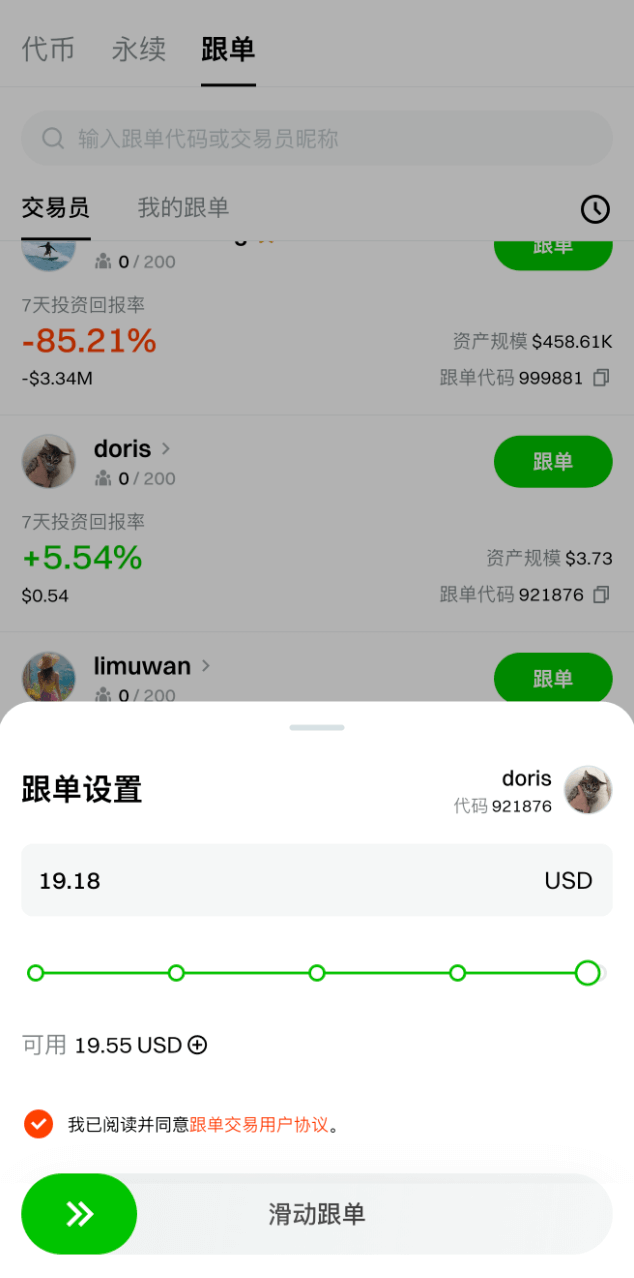 代币 永续 跟单
输入跟单代码或交易员昵称
交易员 我的跟单
跟单
0 / 200
7天投资回报率
-85.21%
资产规模 $458.61K
-$3.34M
跟单代码 999881
doris
跟单
0 / 200
7天投资回报率
+5.54%
资产规模 $3.73
$0.54
跟单代码 921876
limuwan
跟单
0 / 200
跟单设置
doris
代码 921876
19.18 USD
可用 19.55 USD
我已阅读并同意跟单交易用户协议。
滑动跟单